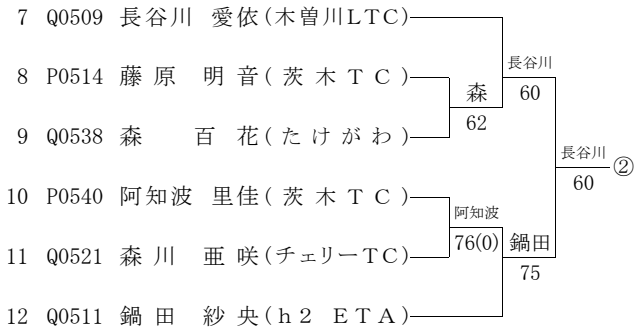 7 Q0509 長谷川 愛依(木曽川LTC)
長谷川
60
8 P0514 藤原 明音(茨木TC)
森
62
9 Q0538 森 百花(たけがわ)
長谷川
60
②
10 P0540 阿知波 里佳(茨木TC)
阿知波
76(0)
11 Q0521 森川 亜咲(チェリーTC)
鍋田
75
12 Q0511 鍋田 紗央(h2 ETA)